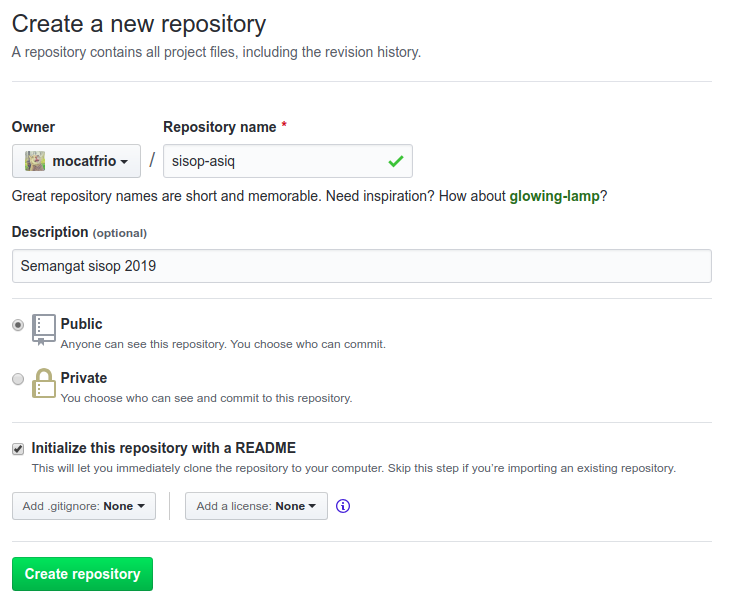 Create a new repository
A repository contains all project files, including the revision history.
Owner
Repository name *
mocatfrio
/
sisop-asiq
Great repository names are short and memorable. Need inspiration? How about glowing-lamp?
Description (optional)
Semangat sisop 2019
Public
Anyone can see this repository. You choose who can commit.
Private
You choose who can see and commit to this repository.
Initialize this repository with a README
This will let you immediately clone the repository to your computer. Skip this step if you’re importing an existing repository.
Add .gitignore: None
Add a license: None
Create repository